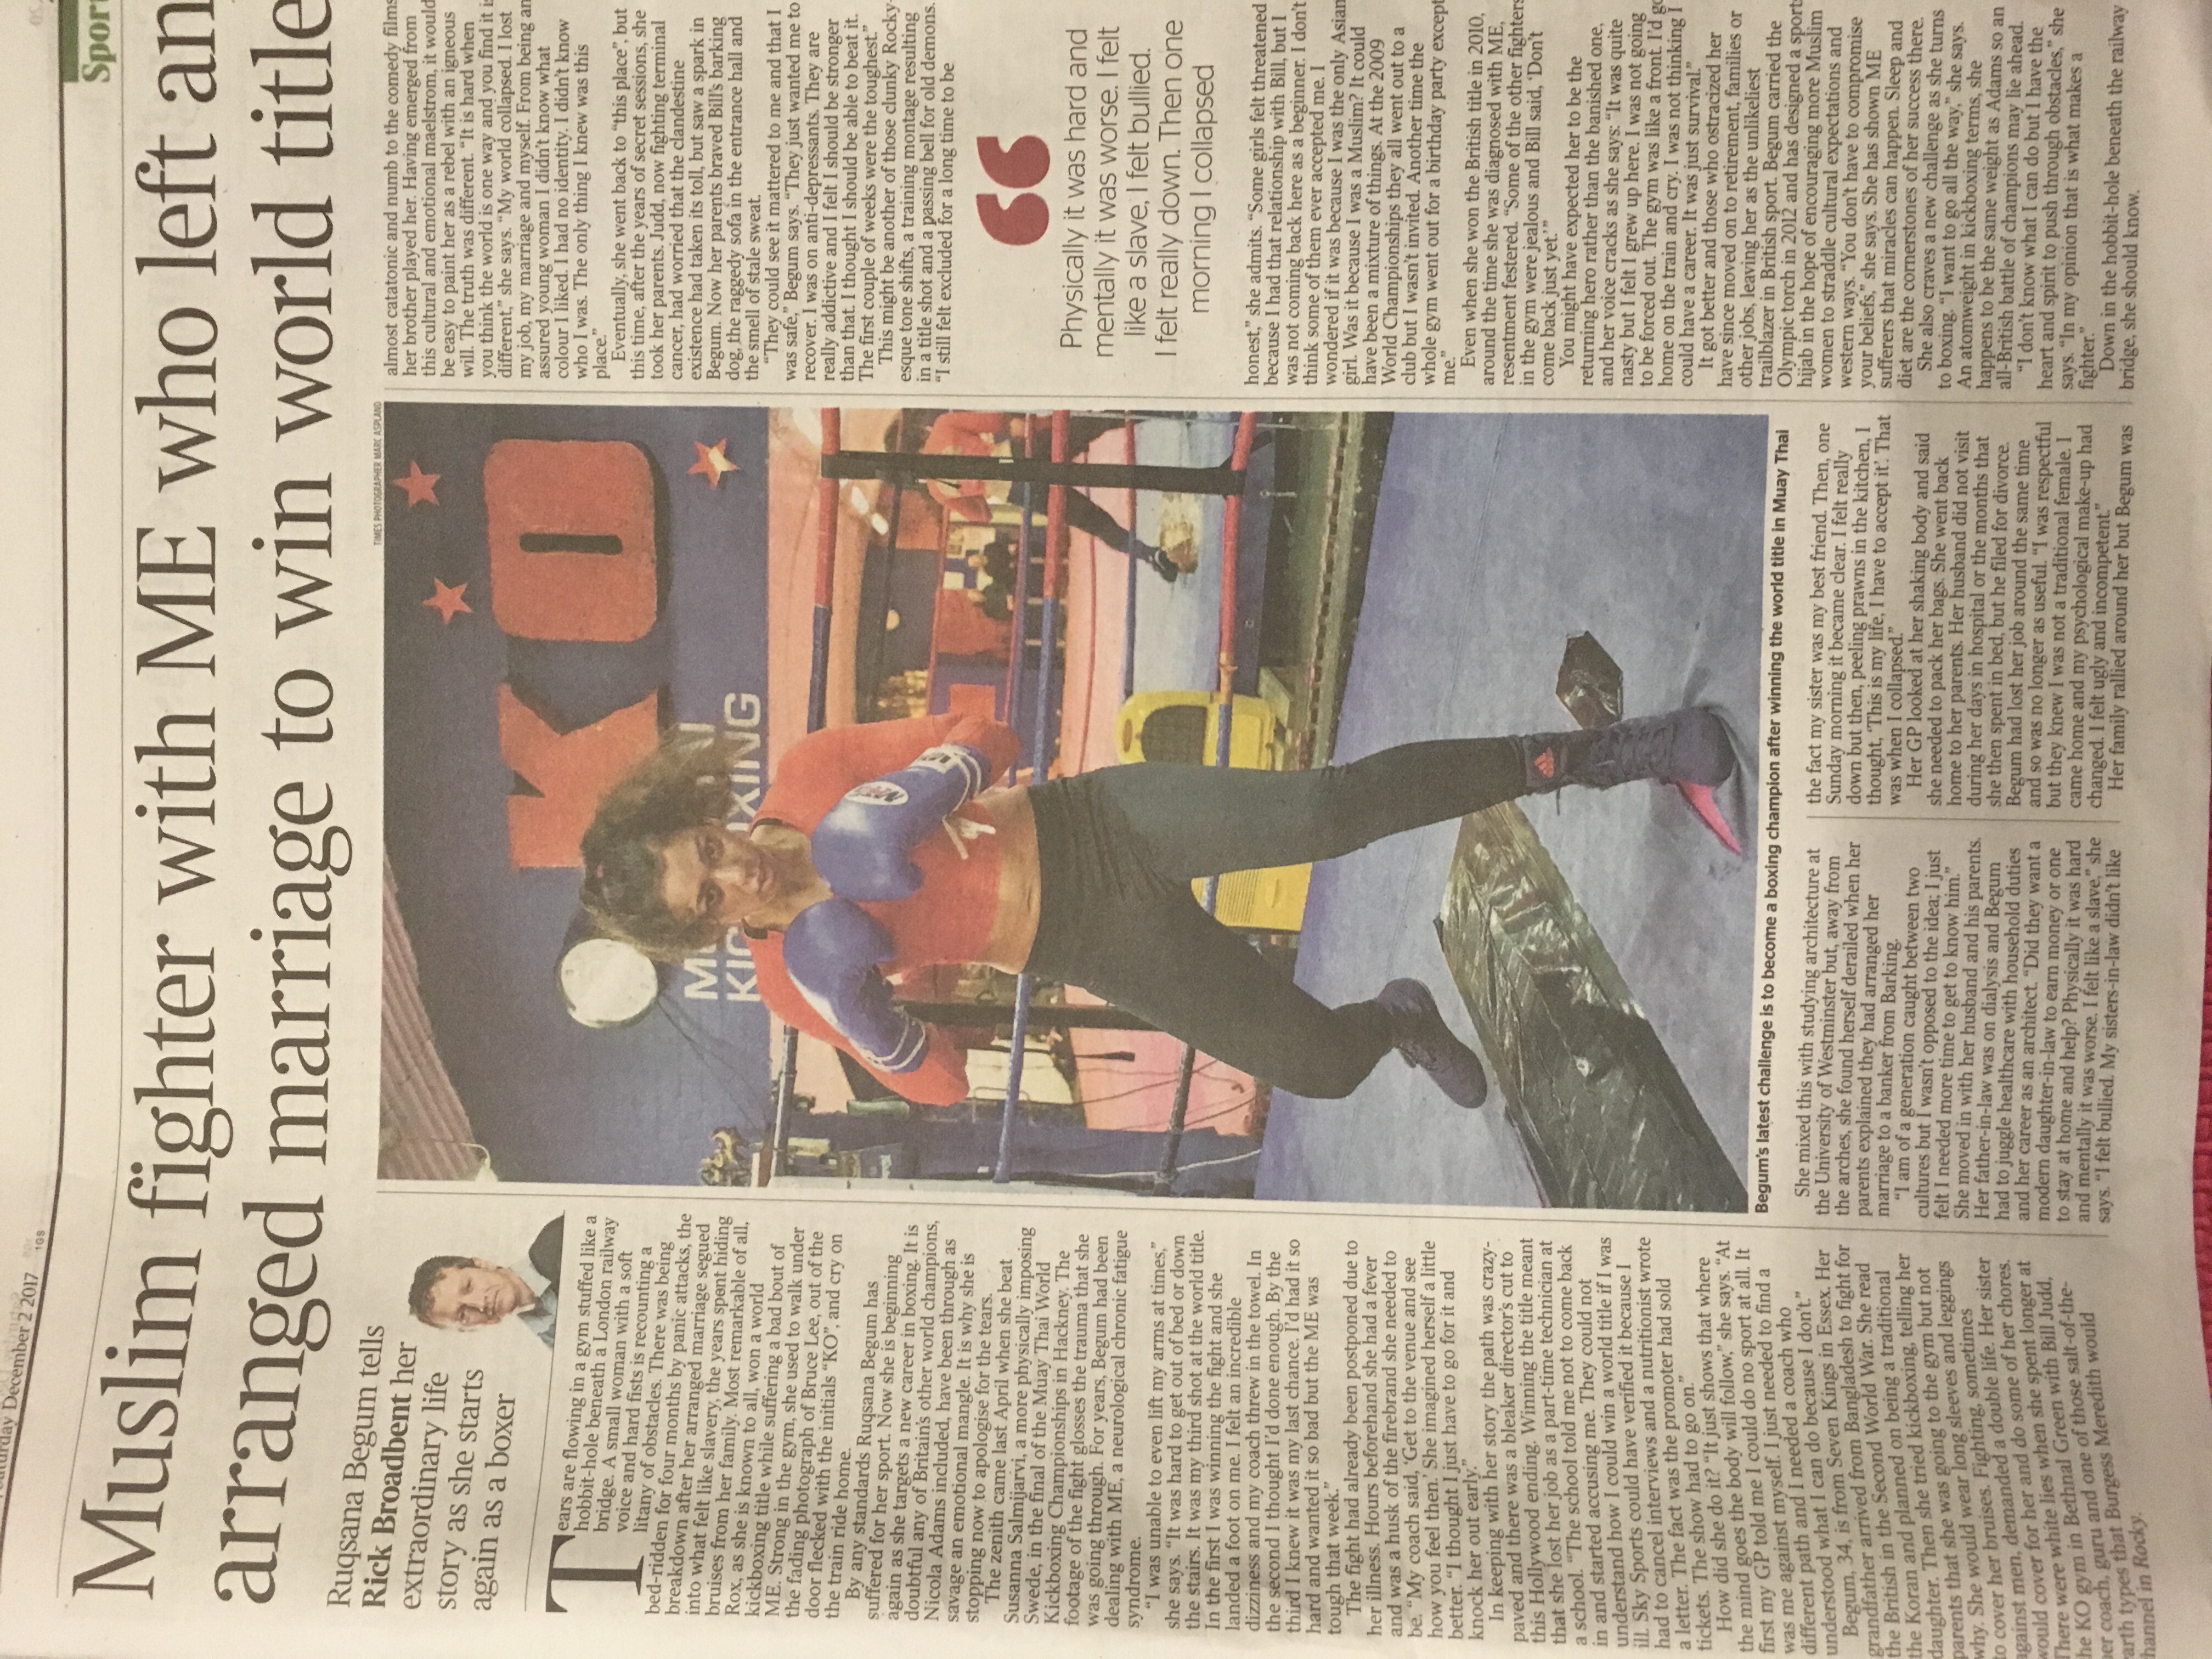 Saturday December 2 2017
1GS
Sport
Muslim fighter with ME who left an
arranged marriage to win world title
Ruqsana Begum tells
Rick Broadbent her
extraordinary life
story as she starts
again as a boxer
Tears are flowing in a gym stuffed like a
hobbit-hole beneath a London railway
bridge. A small woman with a soft
voice and hard fists is recounting a
litany of obstacles. There was being
bed-ridden for four months by panic attacks, the
breakdown after her arranged marriage segued
into what felt like slavery, the years spent hiding
bruises from her family. Most remarkable of all,
Rox, as she is known to all, won a world
kickboxing title while suffering a bad bout of
ME. Strong in the gym, she used to walk under
the fading photograph of Bruce Lee, out of the
door flecked with the initials “KO”, and cry on
the train ride home.
By any standards Ruqsana Begum has
suffered for her sport. Now she is beginning
again as she targets a new career in boxing. It is
doubtful any of Britain’s other world champions,
Nicola Adams included, have been through as
savage an emotional mangle. It is why she is
stopping now to apologise for the tears.
The zenith came last April when she beat
Susanna Salmijarvi, a more physically imposing
Swede, in the final of the Muay Thai World
Kickboxing Championships in Hackney. The
footage of the fight glosses the trauma that she
was going through. For years, Begum had been
dealing with ME, a neurological chronic fatigue
syndrome.
“I was unable to even lift my arms at times,”
she says. “It was hard to get out of bed or down
the stairs. It was my third shot at the world title.
In the first I was winning the fight and she
landed a foot on me. I felt an incredible
dizziness and my coach threw in the towel. In
the second I thought I’d done enough. By the
third I knew it was my last chance. I’d had it so
hard and wanted it so bad but the ME was
tough that week.”
The fight had already been postponed due to
her illness. Hours beforehand she had a fever
and was a husk of the firebrand she needed to
be. “My coach said, ‘Get to the venue and see
how you feel then.’ She imagined herself a little
better. “I thought I just have to go for it and
knock her out early.”
In keeping with her story the path was crazy-
paved and there was a bleaker director’s cut to
this Hollywood ending. Winning the title meant
that she lost her job as a part-time technician at
a school. “The school told me not to come back
in and started accusing me. They could not
understand how I could win a world title if I was
ill. Sky Sports could have verified it because I
had to cancel interviews and a nutritionist wrote
a letter. The fact was the promoter had sold
tickets. The show had to go on.”
How did she do it? “It just shows that where
the mind goes the body will follow,” she says. “At
first my GP told me I could do no sport at all. It
was me against myself. I just needed to find a
different path and I needed a coach who
understood what I can do because I don’t.”
Begum, 34, is from Seven Kings in Essex. Her
grandfather arrived from Bangladesh to fight for
the British in the Second World War. She read
the Koran and planned on being a traditional
daughter. Then she tried kickboxing, telling her
parents that she was going to the gym but not
why. She would wear long sleeves and leggings
to cover her bruises. Fighting, sometimes
against men, demanded a double life. Her sister
would cover for her and do some of her chores.
There were white lies when she spent longer at
the KO gym in Bethnal Green with Bill Judd,
her coach, guru and one of those salt-of-the-
earth types that Burgess Meredith would
channel in Rocky.
TIMES PHOTOGRAPHER MARC ASPLAND
KO
Begum’s latest challenge is to become a boxing champion after winning the world title in Muay Thai
She mixed this with studying architecture at
the University of Westminster but, away from
the arches, she found herself derailed when her
parents explained they had arranged her
marriage to a banker from Barking.
“I am of a generation caught between two
cultures but I wasn’t opposed to the idea; I just
felt I needed more time to get to know him.”
She moved in with her husband and his parents.
Her father-in-law was on dialysis and Begum
had to juggle healthcare with household duties
and her career as an architect. “Did they want a
modern daughter-in-law to earn money or one
to stay at home and help? Physically it was hard
and mentally it was worse. I felt like a slave,” she
says. “I felt bullied. My sisters-in-law didn’t like
the fact my sister was my best friend. Then, one
Sunday morning it became clear. I felt really
down but then, peeling prawns in the kitchen, I
thought, ‘This is my life, I have to accept it’. That
was when I collapsed.”
Her GP looked at her shaking body and said
she needed to pack her bags. She went back
home to her parents. Her husband did not visit
during her days in hospital or the months that
she then spent in bed, but he filed for divorce.
Begum had lost her job around the same time
and so was no longer as useful. “I was respectful
but they knew I was not a traditional female. I
came home and my psychological make-up had
changed. I felt ugly and incompetent.”
Her family rallied around her but Begum was
almost catatonic and numb to the comedy films
her brother played her. Having emerged from
this cultural and emotional maelstrom, it would
be easy to paint her as a rebel with an igneous
will. The truth was different. “It is hard when
you think the world is one way and you find it is
different,” she says. “My world collapsed. I lost
my job, my marriage and myself. From being an
assured young woman I didn’t know what
colour I liked. I had no identity. I didn’t know
who I was. The only thing I knew was this
place.”
Eventually, she went back to “this place”, but
this time, after the years of secret sessions, she
took her parents. Judd, now fighting terminal
cancer, had worried that the clandestine
existence had taken its toll, but saw a spark in
Begum. Now her parents braved Bill’s barking
dog, the raggedy sofa in the entrance hall and
the smell of stale sweat.
“They could see it mattered to me and that I
was safe,” Begum says. “They just wanted me to
recover. I was on anti-depressants. They are
really addictive and I felt I should be stronger
than that. I thought I should be able to beat it.
The first couple of weeks were the toughest.”
This might be another of those clunky Rocky-
esque tone shifts, a training montage resulting
in a title shot and a passing bell for old demons.
“I still felt excluded for a long time to be
“
Physically it was hard and
mentally it was worse. I felt
like a slave, I felt bullied.
I felt really down. Then one
morning I collapsed
honest,” she admits. “Some girls felt threatened
because I had that relationship with Bill, but I
was not coming back here as a beginner. I don’t
think some of them ever accepted me. I
wondered if it was because I was the only Asian
girl. Was it because I was a Muslim? It could
have been a mixture of things. At the 2009
World Championships they all went out to a
club but I wasn’t invited. Another time the
whole gym went out for a birthday party except
me.”
Even when she won the British title in 2010,
around the time she was diagnosed with ME,
resentment festered. “Some of the other fighters
in the gym were jealous and Bill said, ‘Don’t
come back just yet.’”
You might have expected her to be the
returning hero rather than the banished one,
and her voice cracks as she says: “It was quite
nasty but I felt I grew up here. I was not going
to be forced out. The gym was like a front. I’d go
home on the train and cry. I was not thinking I
could have a career. It was just survival.”
It got better and those who ostracized her
have since moved on to retirement, families or
other jobs, leaving her as the unlikeliest
trailblazer in British sport. Begum carried the
Olympic torch in 2012 and has designed a sports
hijab in the hope of encouraging more Muslim
women to straddle cultural expectations and
western ways. “You don’t have to compromise
your beliefs,” she says. She has shown ME
sufferers that miracles can happen. Sleep and
diet are the cornerstones of her success there.
She also craves a new challenge as she turns
to boxing. “I want to go all the way,” she says.
An atomweight in kickboxing terms, she
happens to be the same weight as Adams so an
all-British battle of champions may lie ahead.
“I don’t know what I can do but I have the
heart and spirit to push through obstacles,” she
says. “In my opinion that is what makes a
fighter.”
Down in the hobbit-hole beneath the railway
bridge, she should know.